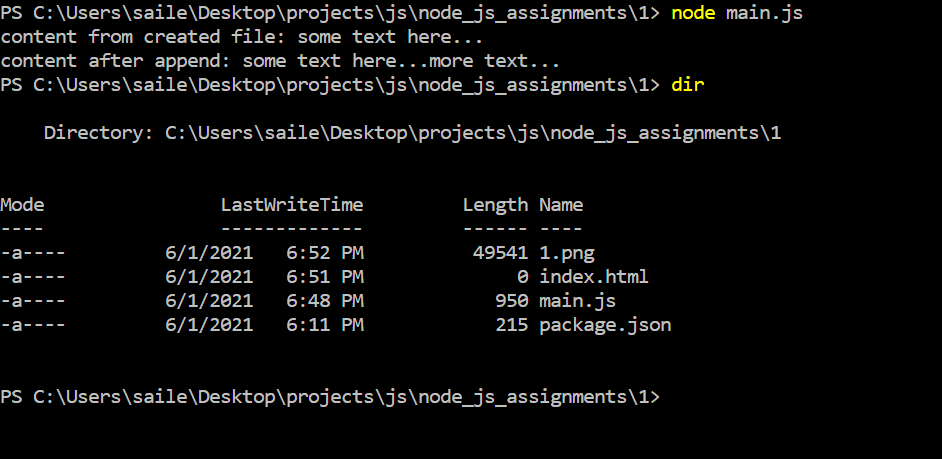 PS C:\Users\saile\Desktop\projects\js\node_js_assignments\1> node main.js
content from created file: some text here...
content after append: some text here...more text...
PS C:\Users\saile\Desktop\projects\js\node_js_assignments\1> dir
    Directory: C:\Users\saile\Desktop\projects\js\node_js_assignments\1
Mode                LastWriteTime         Length Name
----                -------------         ------ ----
-a----         6/1/2021   6:52 PM          49541 1.png
-a----         6/1/2021   6:51 PM              0 index.html
-a----         6/1/2021   6:48 PM            950 main.js
-a----         6/1/2021   6:11 PM            215 package.json
PS C:\Users\saile\Desktop\projects\js\node_js_assignments\1>